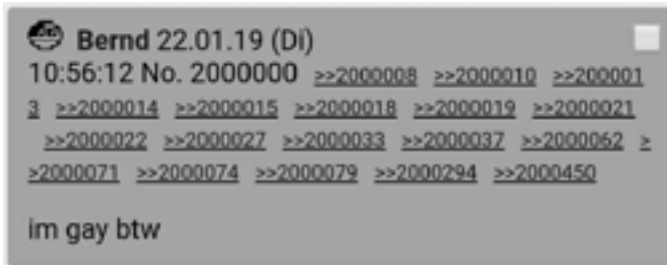 Bernd 22.01.19 (Di)
10:56:12 No. 2000000 >>2000008 >>2000010 >>200001
3 >>2000014 >>2000015 >>2000018 >>2000019 >>2000021
>>2000022 >>2000027 >>2000033 >>2000037 >>2000062 >
>2000071 >>2000074 >>2000079 >>2000294 >>2000450
im gay btw